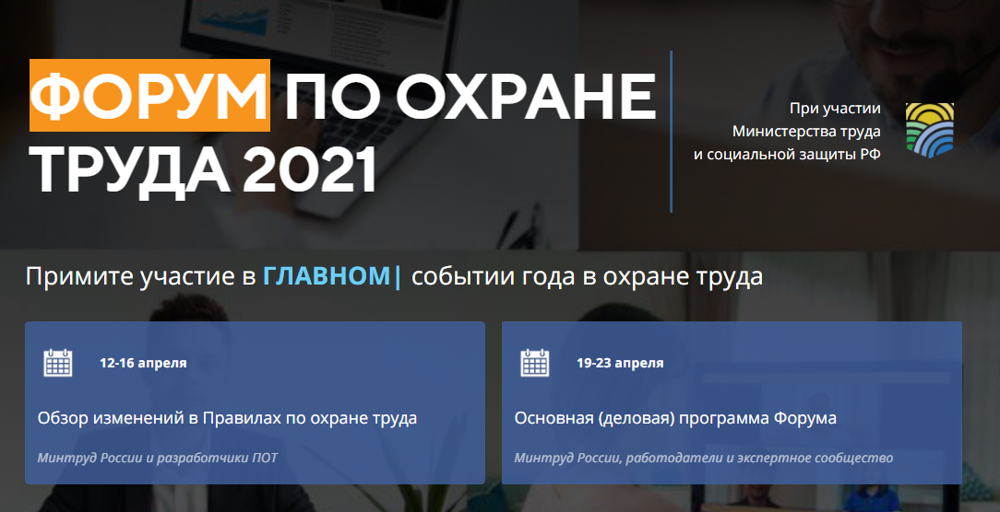 ФОРУМ ПО ОХРАНЕ
ТРУДА 2021
При участии
Министерства труда
и социальной защиты РФ
Примите участие в ГЛАВНОМ| событии года в охране труда
12-16 апреля
Обзор изменений в Правилах по охране труда
Минтруд России и разработчики ПОТ
19-23 апреля
Основная (деловая) программа Форума
Минтруд России, работодатели и экспертное сообщество